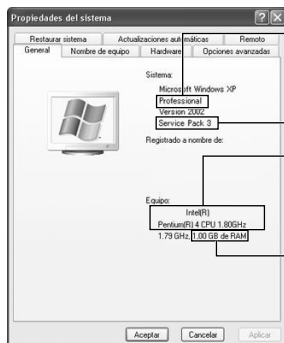 Propiedades del sistema
Restaurar sistema
Actualizaciones automáticas
Remoto
General
Nombre de equipo
Hardware
Opciones avanzadas
Sistema:
Microsoft Windows XP
Professional
Versión 2002
Service Pack 3
Registrado a nombre de:
Equipo:
Intel(R)
Pentium(R) 4 CPU 1.80GHz
1.79 GHz, 1.00 GB de RAM
Aceptar
Cancelar
Aplicar